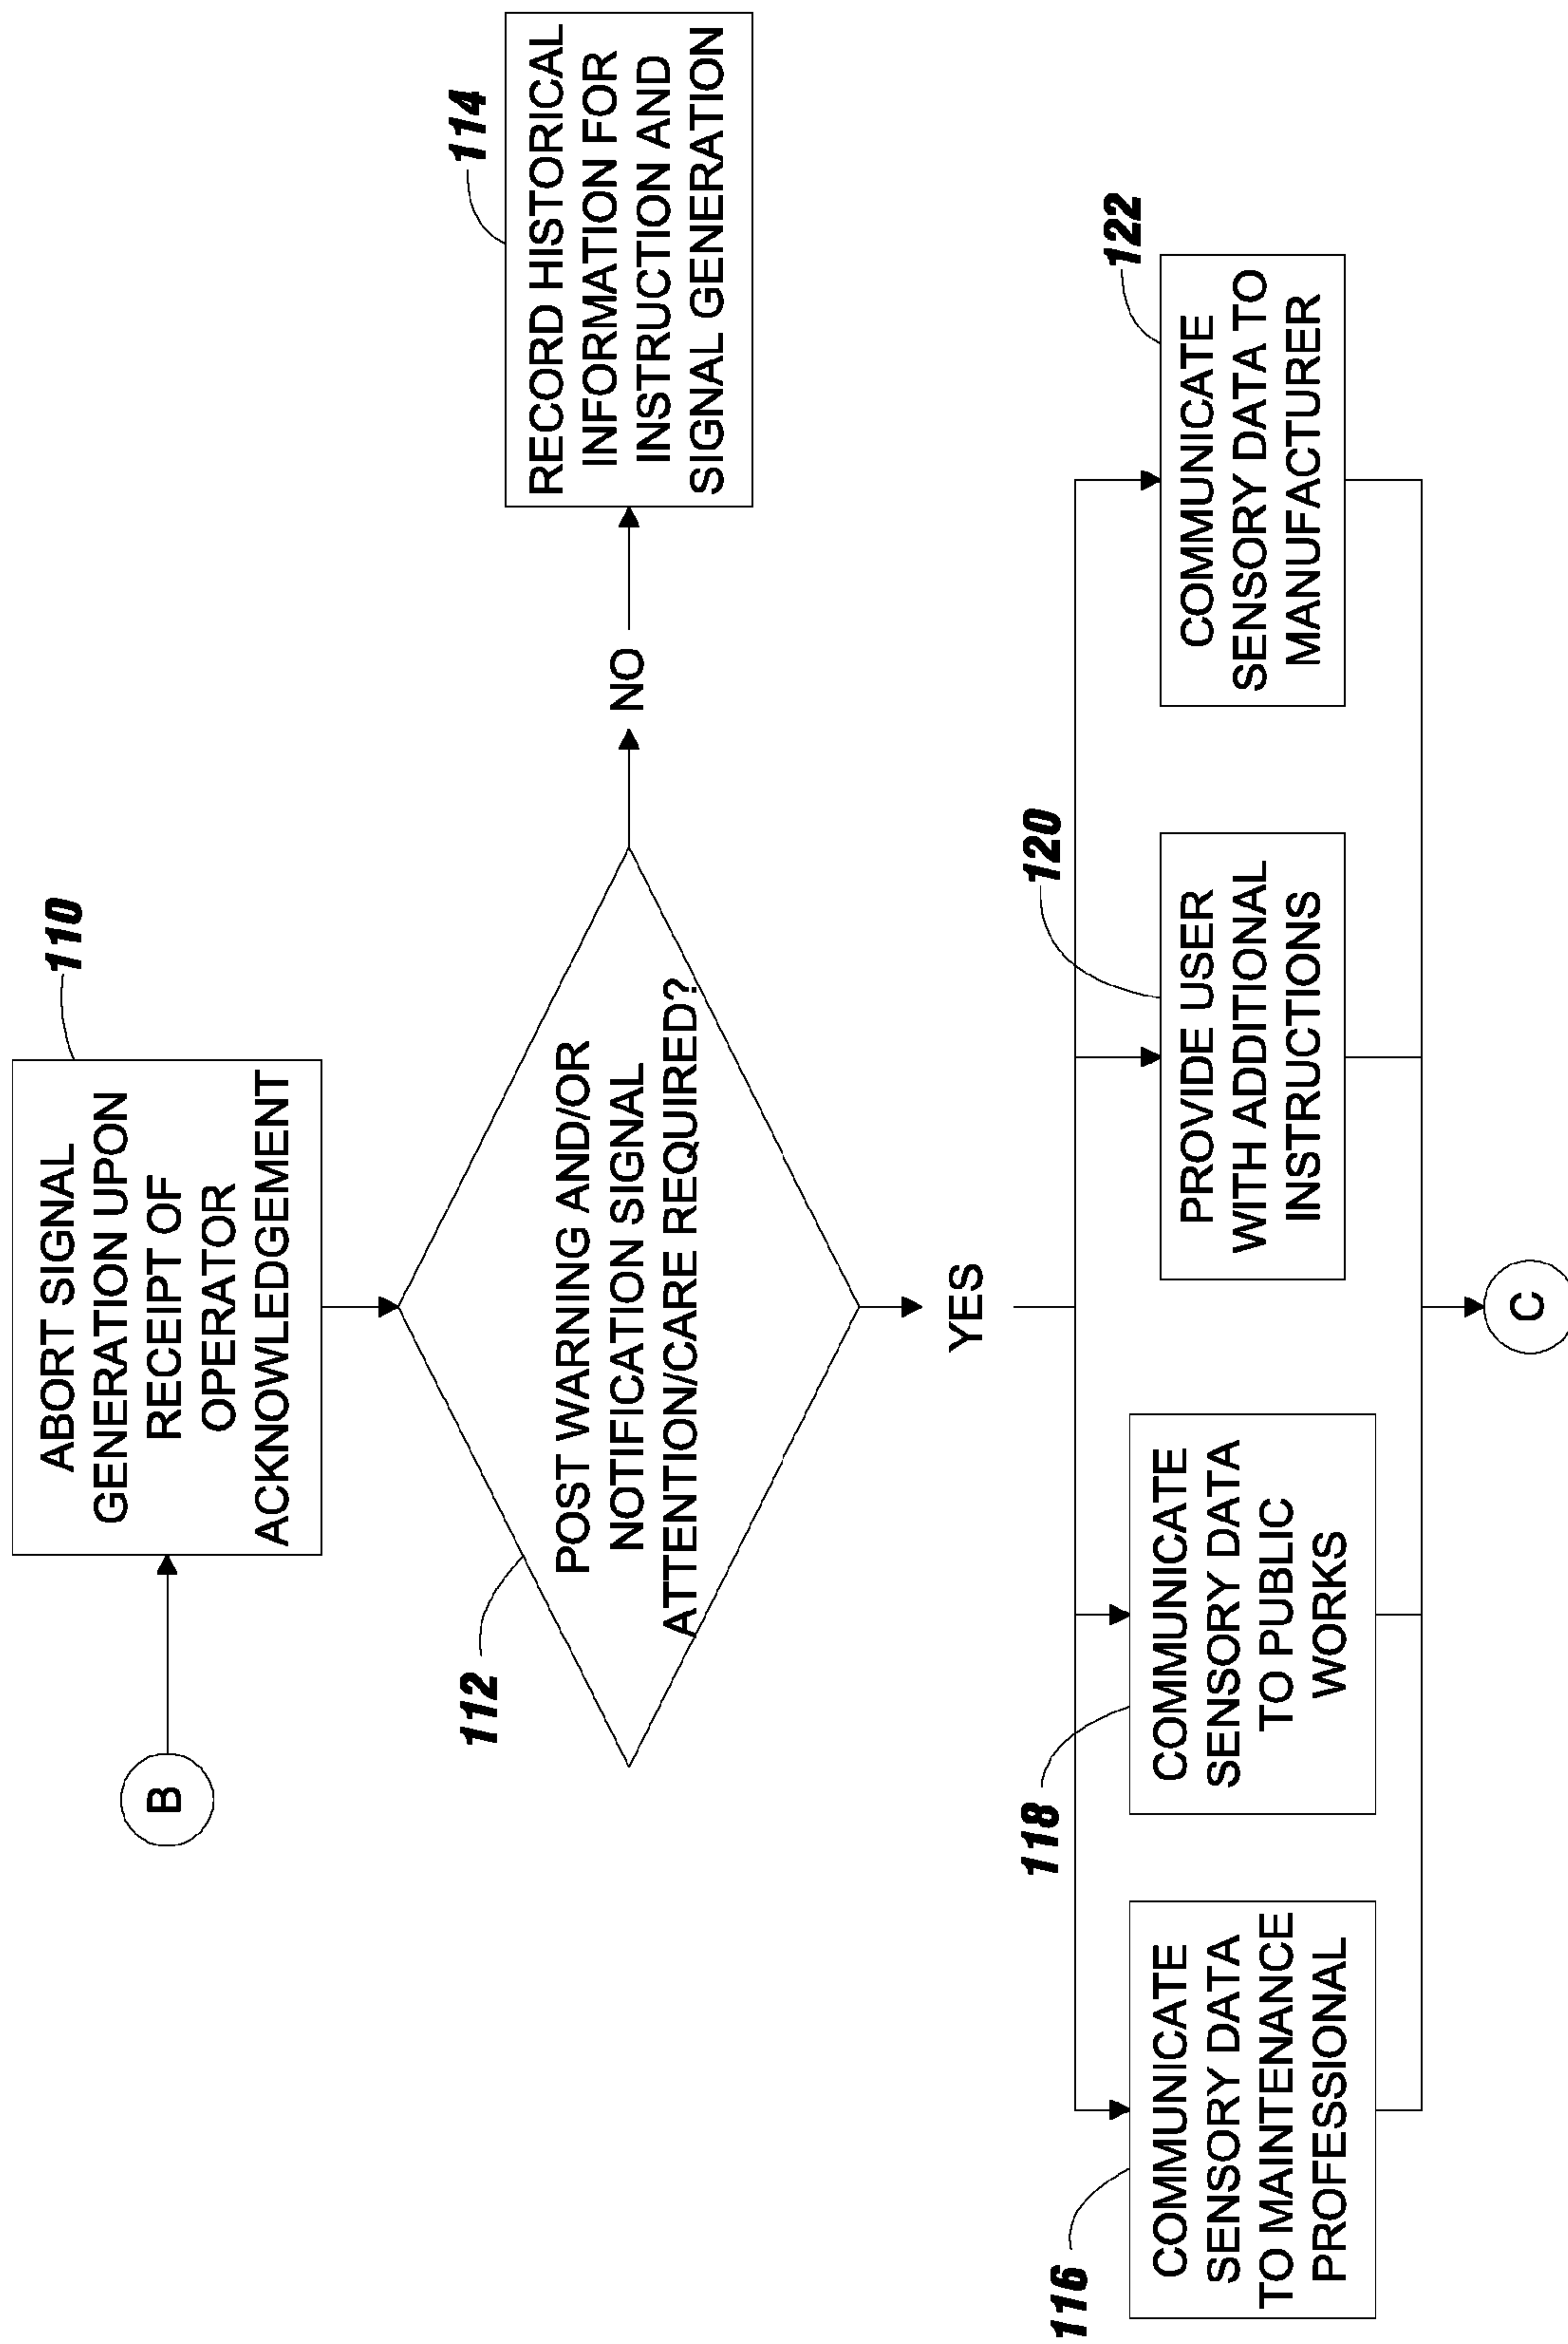 110
ABORT SIGNAL
GENERATION UPON
RECEIPT OF
OPERATOR
ACKNOWLEDGEMENT
B
112
POST WARNING AND/OR
NOTIFICATION SIGNAL
ATTENTION/CARE REQUIRED?
NO
114
RECORD HISTORICAL
INFORMATION FOR
INSTRUCTION AND
SIGNAL GENERATION
YES
116
COMMUNICATE
SENSORY DATA
TO MAINTENANCE
PROFESSIONAL
118
COMMUNICATE
SENSORY DATA
TO PUBLIC
WORKS
120
PROVIDE USER
WITH ADDITIONAL
INSTRUCTIONS
122
COMMUNICATE
SENSORY DATA TO
MANUFACTURER
C